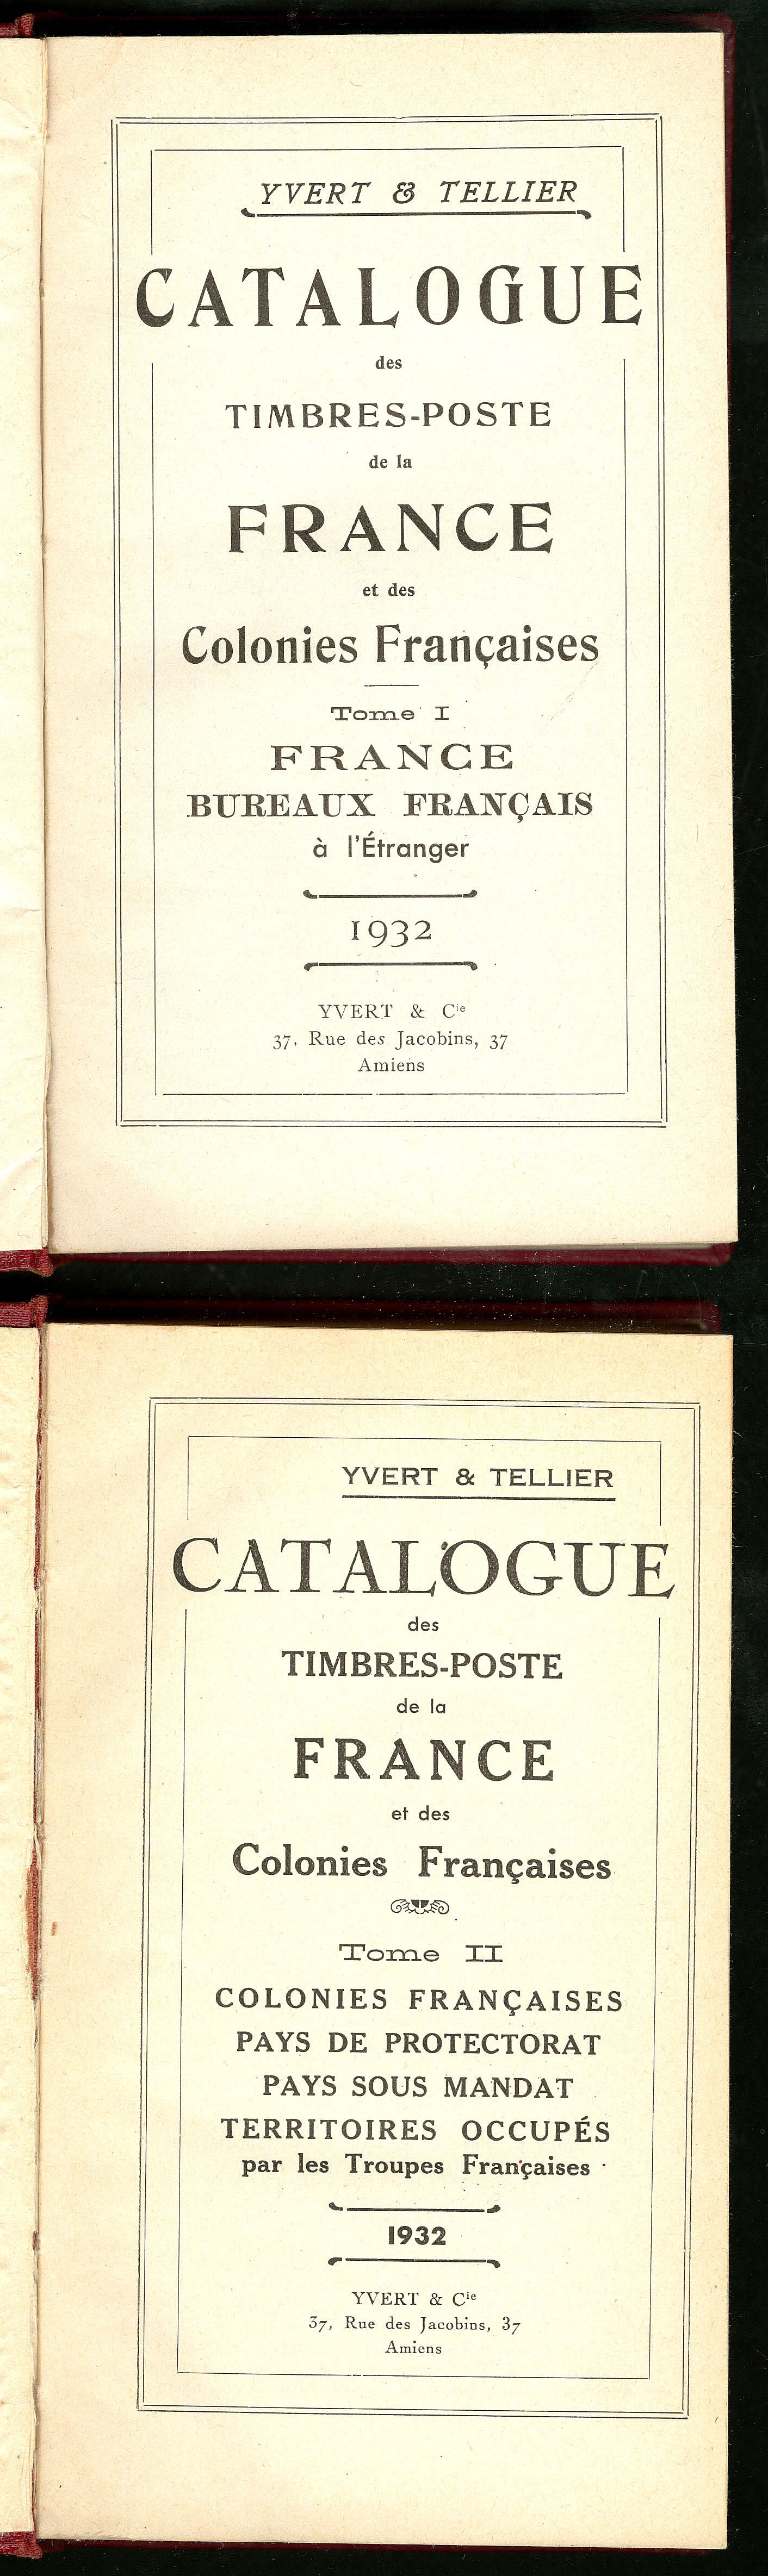 YVERT & TELLIER
CATALOGUE
des
TIMBRES-POSTE
de la
FRANCE
et des
Colonies Françaises
Tome I
FRANCE
BUREAUX FRANÇAIS
à l'Étranger
1932
YVERT & Cie
37, Rue des Jacobins, 37
Amiens
YVERT & TELLIER
CATALOGUE
des
TIMBRES-POSTE
de la
FRANCE
et des
Colonies Françaises
Tome II
COLONIES FRANÇAISES
PAYS DE PROTECTORAT
PAYS SOUS MANDAT
TERRITOIRES OCCUPÉS
par les Troupes Françaises
1932
YVERT & Cie
37, Rue des Jacobins, 37
Amiens